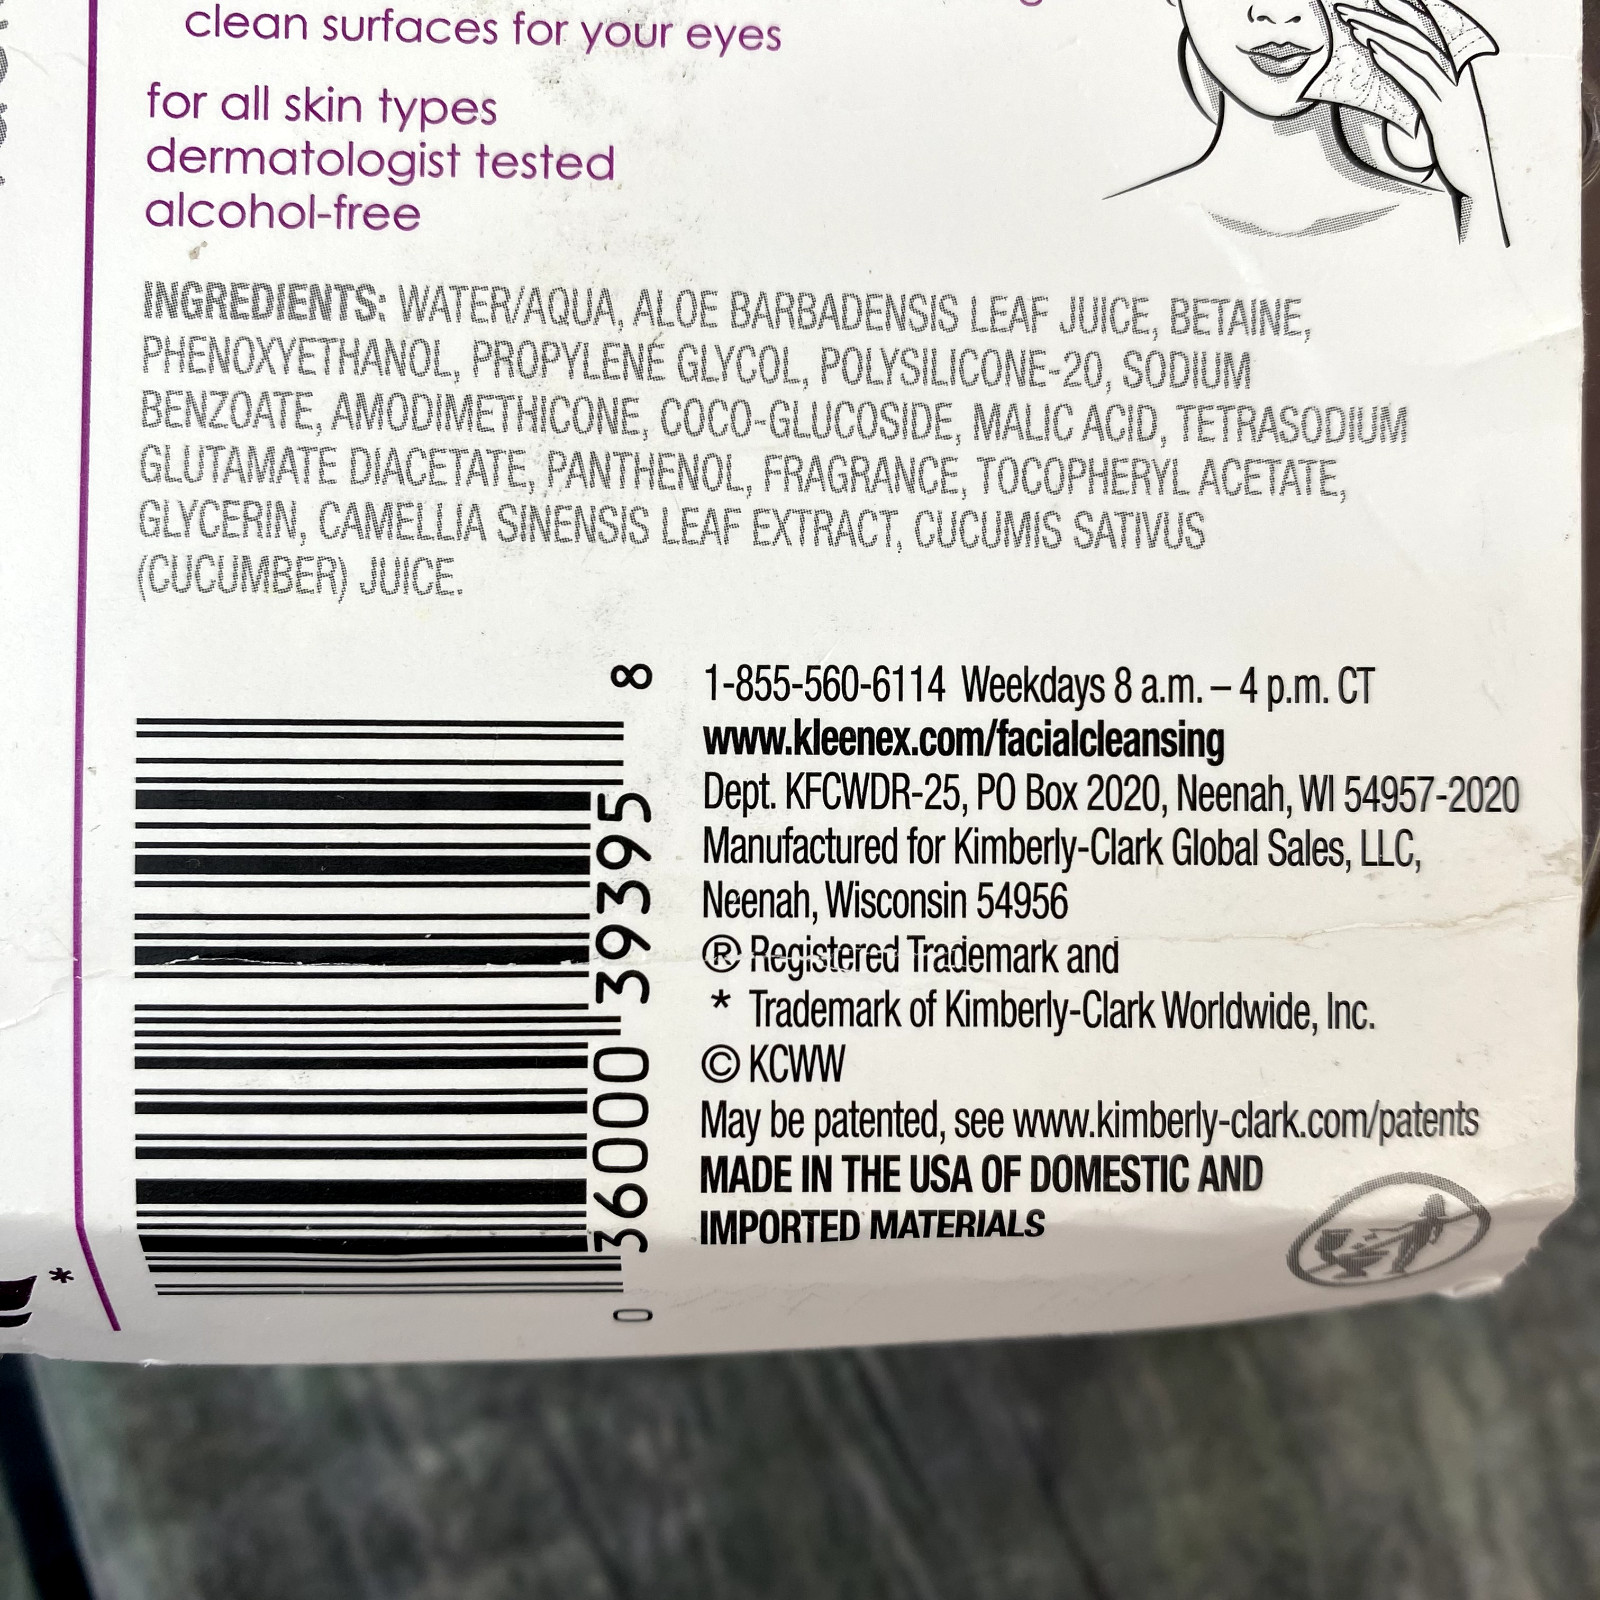 clean surfaces for your eyes
for all skin types
dermatologist tested
alcohol-free
INGREDIENTS: WATER/AQUA, ALOE BARBADENSIS LEAF JUICE, BETAINE,
PHENOXYETHANOL, PROPYLENE GLYCOL, POLYSILICONE-20, SODIUM
BENZOATE, AMODIMETHICONE, COCO-GLUCOSIDE, MALIC ACID, TETRASODIUM
GLUTAMATE DIACETATE, PANTHENOL, FRAGRANCE, TOCOPHERYL ACETATE,
GLYCERIN, CAMELLIA SINENSIS LEAF EXTRACT, CUCUMIS SATIVUS
(CUCUMBER) JUICE.
0 36000 39395 8
1-855-560-6114 Weekdays 8 a.m. – 4 p.m. CT
www.kleenex.com/facialcleansing
Dept. KFCWDR-25, PO Box 2020, Neenah, WI 54957-2020
Manufactured for Kimberly-Clark Global Sales, LLC,
Neenah, Wisconsin 54956
® Registered Trademark and
* Trademark of Kimberly-Clark Worldwide, Inc.
© KCWW
May be patented, see www.kimberly-clark.com/patents
MADE IN THE USA OF DOMESTIC AND
IMPORTED MATERIALS
*